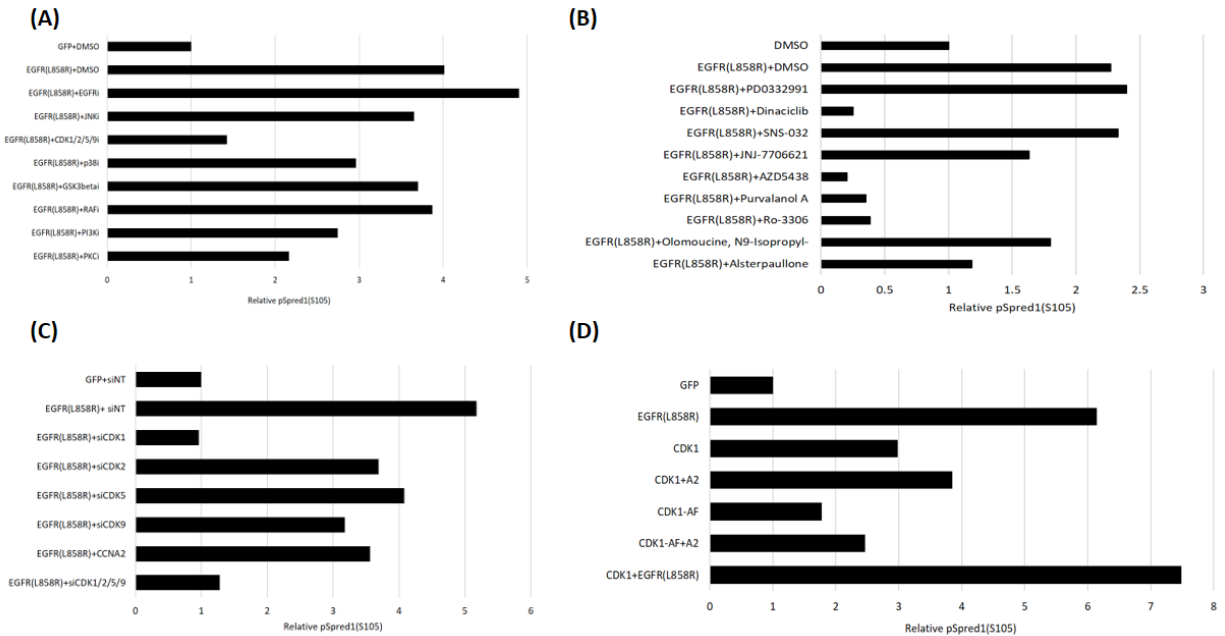 (A)
GFP+DMSO
EGFR(L858R)+DMSO
EGFR(L858R)+EGFRi
EGFR(L858R)+JNKi
EGFR(L858R)+CDK1/2/5/9i
EGFR(L858R)+p38i
EGFR(L858R)+GSK3betai
EGFR(L858R)+RAFi
EGFR(L858R)+PI3Ki
EGFR(L858R)+PKCi
0 1 2 3 4 5
Relative pSpred1(S105)
(B)
DMSO
EGFR(L858R)+DMSO
EGFR(L858R)+PD0332991
EGFR(L858R)+Dinaciclib
EGFR(L858R)+SNS-032
EGFR(L858R)+JNJ-7706621
EGFR(L858R)+AZD5438
EGFR(L858R)+Purvalanol A
EGFR(L858R)+Ro-3306
EGFR(L858R)+Olomoucine, N9-Isopropyl-
EGFR(L858R)+Alsterpaullone
0 0.5 1 1.5 2 2.5 3
Relative pSpred1(S105)
(C)
GFP+siNT
EGFR(L858R)+ siNT
EGFR(L858R)+siCDK1
EGFR(L858R)+siCDK2
EGFR(L858R)+siCDK5
EGFR(L858R)+siCDK9
EGFR(L858R)+CCNA2
EGFR(L858R)+siCDK1/2/5/9
0 1 2 3 4 5 6
Relative pSpred1(S105)
(D)
GFP
EGFR(L858R)
CDK1
CDK1+A2
CDK1-AF
CDK1-AF+A2
CDK1+EGFR(L858R)
0 1 2 3 4 5 6 7 8
Relative pSpred1(S105)